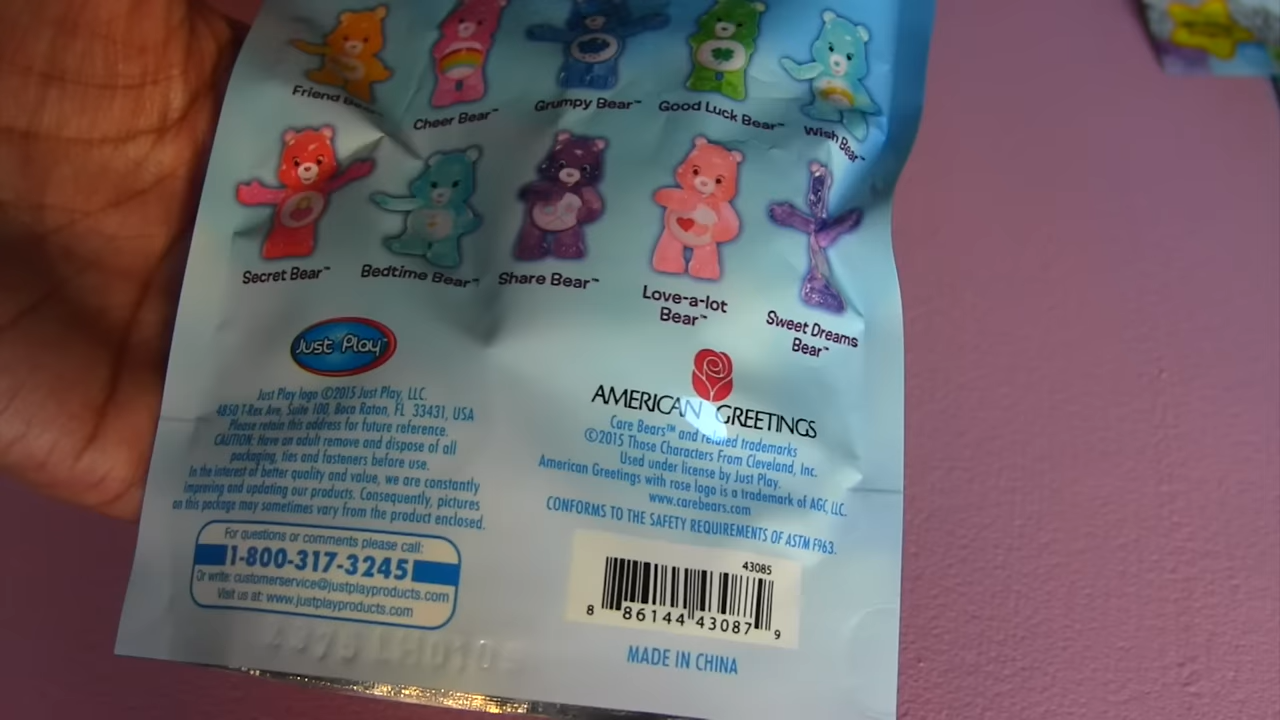 Friend Bear™
Cheer Bear™
Grumpy Bear™
Good Luck Bear™
Wish Bear™
Secret Bear™
Bedtime Bear™
Share Bear™
Love-a-lot
Bear™
Sweet Dreams
Bear™
Just Play™
Just Play logo ©2015 Just Play, LLC.
4850 T-Rex Ave, Suite 100, Boca Raton, FL 33431, USA
Please retain this address for future reference.
CAUTION: Have an adult remove and dispose of all
packaging, ties and fasteners before use.
In the interest of better quality and value, we are constantly
improving and updating our products. Consequently, pictures
on this package may sometimes vary from the product enclosed.
For questions or comments please call:
1-800-317-3245
Or write: customerservice@justplayproducts.com
Visit us at: www.justplayproducts.com
AMERICAN GREETINGS
Care Bears™ and related trademarks
©2015 Those Characters From Cleveland, Inc.
Used under license by Just Play.
American Greetings with rose logo is a trademark of AGC, LLC.
www.carebears.com
CONFORMS TO THE SAFETY REQUIREMENTS OF ASTM F963.
43085
8 86144 43087 9
MADE IN CHINA